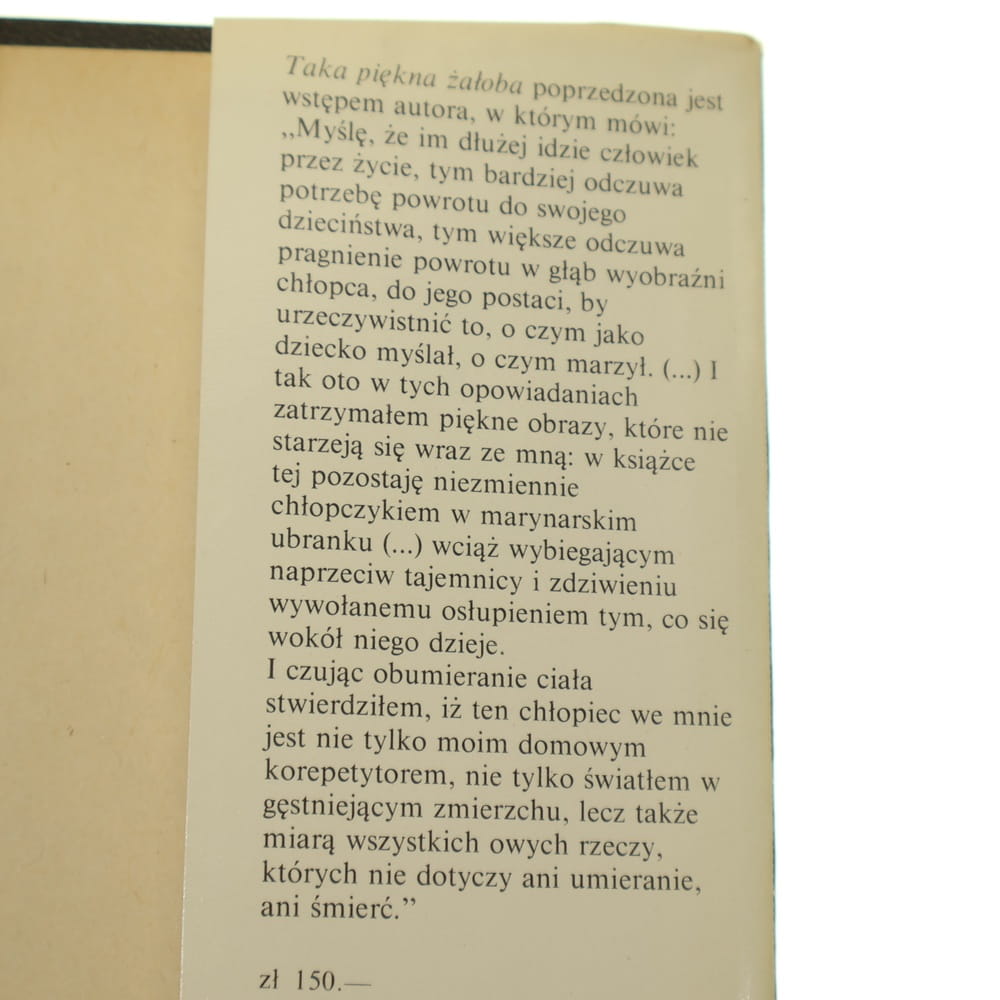 Taka piękna żałoba poprzedzona jest
wstępem autora, w którym mówi:
,,Myślę, że im dłużej idzie człowiek
przez życie, tym bardziej odczuwa
potrzebę powrotu do swojego
dzieciństwa, tym większe odczuwa
pragnienie powrotu w głąb wyobraźni
chłopca, do jego postaci, by
urzeczywistnić to, o czym jako
dziecko myślał, o czym marzył. (...) I
tak oto w tych opowiadaniach
zatrzymałem piękne obrazy, które nie
starzeją się wraz ze mną: w książce
tej pozostaję niezmiennie
chłopczykiem w marynarskim
ubranku (...) wciąż wybiegającym
naprzeciw tajemnicy i zdziwieniu
wywołanemu osłupieniem tym, co się
wokół niego dzieje.
I czując obumieranie ciała
stwierdziłem, iż ten chłopiec we mnie
jest nie tylko moim domowym
korepetytorem, nie tylko światłem w
gęstniejącym zmierzchu, lecz także
miarą wszystkich owych rzeczy,
których nie dotyczy ani umieranie,
ani śmierć.”
zł 150.—